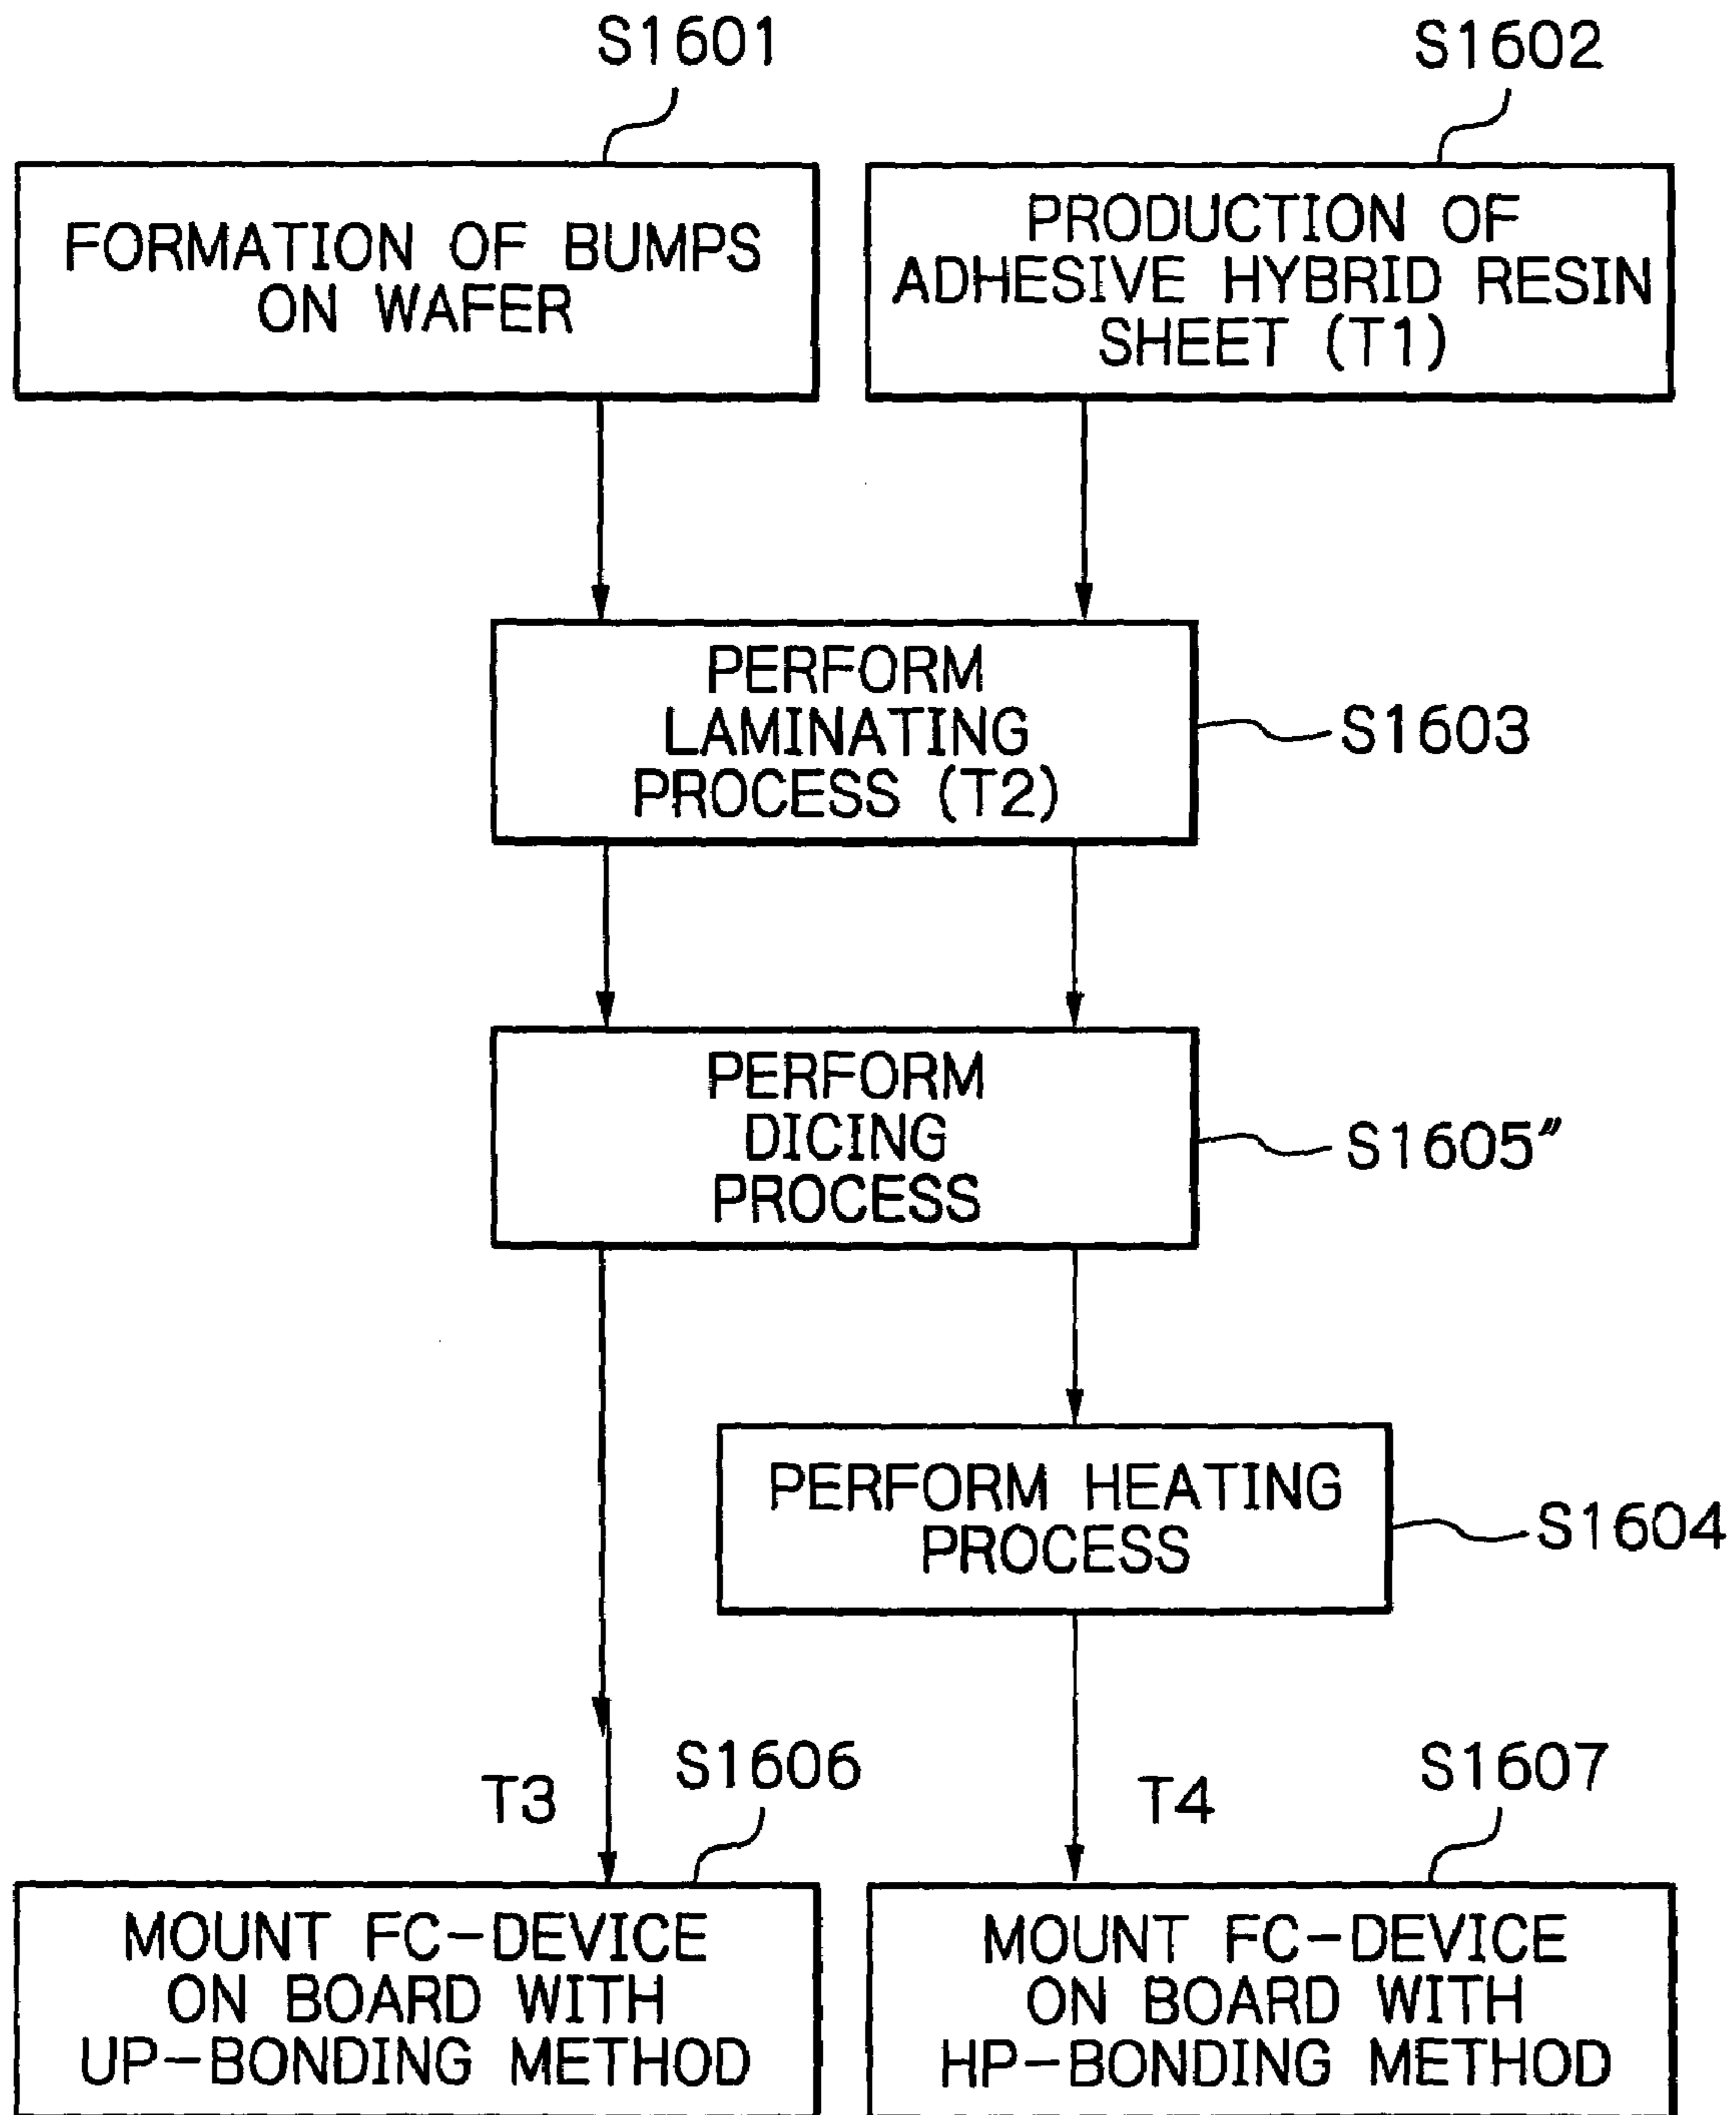 S1601
S1602
FORMATION OF BUMPS
ON WAFER
PRODUCTION OF
ADHESIVE HYBRID RESIN
SHEET (T1)
PERFORM
LAMINATING
PROCESS (T2)
S1603
PERFORM
DICING
PROCESS
S1605″
PERFORM HEATING
PROCESS
S1604
T3
S1606
T4
S1607
MOUNT FC-DEVICE
ON BOARD WITH
UP-BONDING METHOD
MOUNT FC-DEVICE
ON BOARD WITH
HP-BONDING METHOD